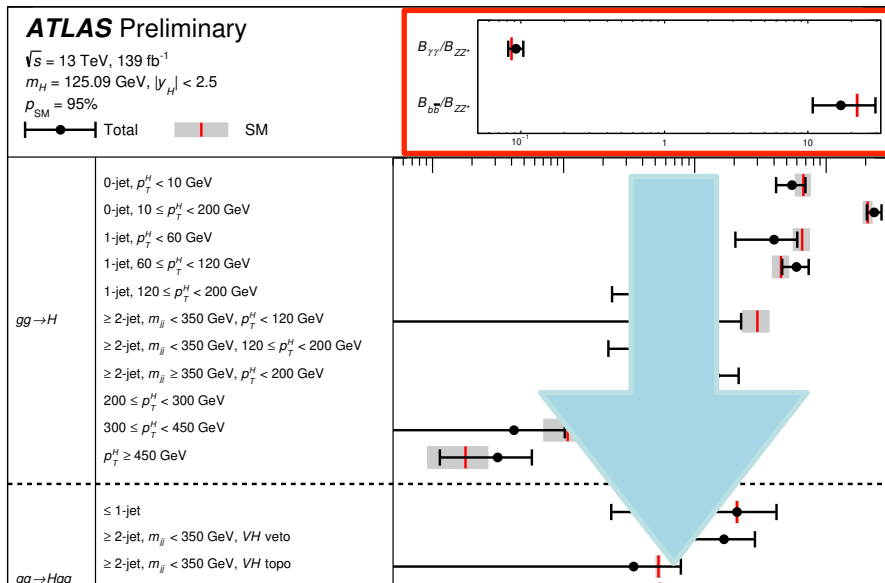 ATLAS Preliminary
√s = 13 TeV, 139 fb⁻¹
m_H = 125.09 GeV, |y_H| < 2.5
p_SM = 95%
Total SM
B_γγ/B_ZZ*
B_bb̅/B_ZZ*
10⁻¹ 1 10
0-jet, p_T^H < 10 GeV
0-jet, 10 ≤ p_T^H < 200 GeV
1-jet, p_T^H < 60 GeV
1-jet, 60 ≤ p_T^H < 120 GeV
1-jet, 120 ≤ p_T^H < 200 GeV
gg→H
≥ 2-jet, m_jj < 350 GeV, p_T^H < 120 GeV
≥ 2-jet, m_jj < 350 GeV, 120 ≤ p_T^H < 200 GeV
≥ 2-jet, m_jj ≥ 350 GeV, p_T^H < 200 GeV
200 ≤ p_T^H < 300 GeV
300 ≤ p_T^H < 450 GeV
p_T^H ≥ 450 GeV
≤ 1-jet
≥ 2-jet, m_jj < 350 GeV, VH veto
≥ 2-jet, m_jj < 350 GeV, VH topo
qq→Hqq